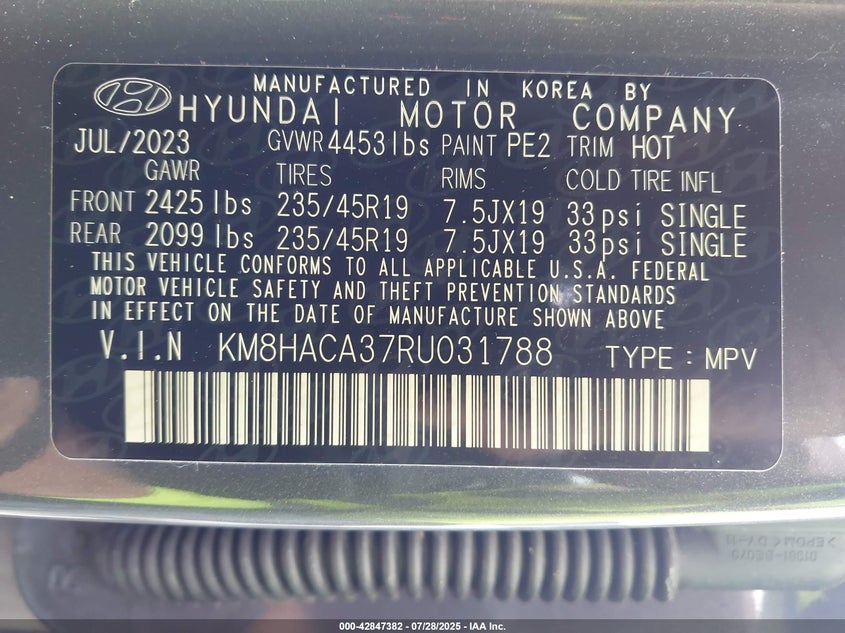 MANUFACTURED IN KOREA BY
HYUNDAI MOTOR COMPANY
JUL/2023 GVWR 4453lbs PAINT PE2 TRIM HOT
GAWR TIRES RIMS COLD TIRE INFL
FRONT 2425 lbs 235/45R19 7.5JX19 33psi SINGLE
REAR 2099 lbs 235/45R19 7.5JX19 33psi SINGLE
THIS VEHICLE CONFORMS TO ALL APPLICABLE U.S.A. FEDERAL
MOTOR VEHICLE SAFETY AND THEFT PREVENTION STANDARDS
IN EFFECT ON THE DATE OF MANUFACTURE SHOWN ABOVE
V.I.N KM8HACA37RU031788 TYPE : MPV
>EPDM<
000-42847382 - 07/28/2025 - IAA Inc.